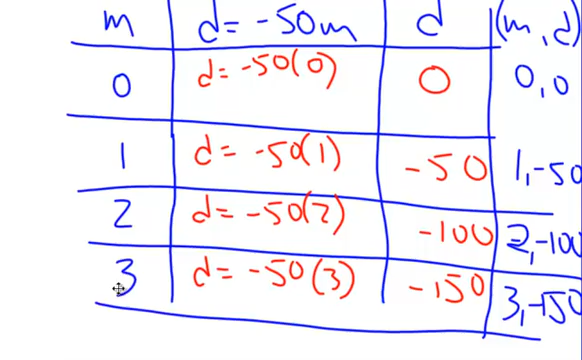 m d = -50m d (m, d)
0 d = -50(0) 0 0, 0
1 d = -50(1) -50 1, -50
2 d = -50(2) -100 2, -100
3 d = -50(3) -150 3, -150